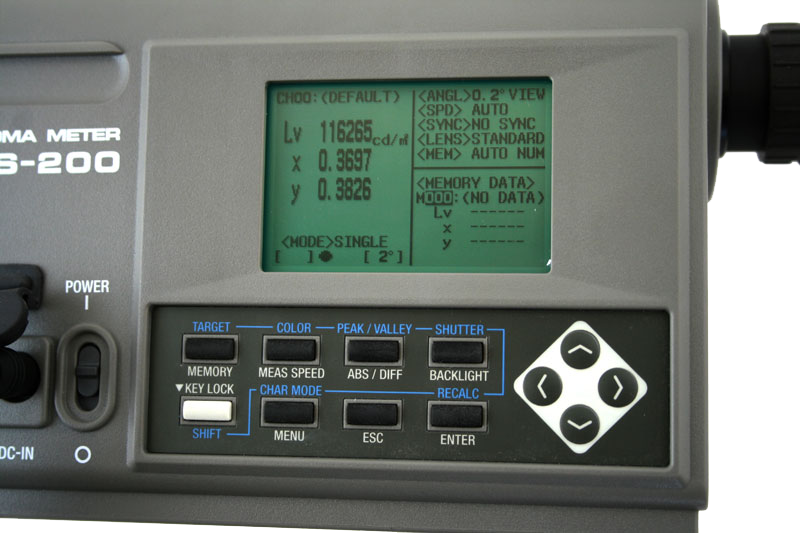 CH00:(DEFAULT)
Lv 116265cd/㎡
x 0.3697
y 0.3826
<MODE>SINGLE
[ ]● [ 2°]
<ANGL>0.2°VIEW
<SPD> AUTO
<SYNC>NO SYNC
<LENS>STANDARD
<MEM> AUTO NUM
<MEMORY DATA>
M000:(NO DATA)
Lv ------
x ------
y ------
METER
S-200
POWER
I
DC-IN
O
TARGET COLOR PEAK / VALLEY SHUTTER
MEMORY MEAS SPEED ABS / DIFF BACKLIGHT
▼KEY LOCK CHAR MODE RECALC
SHIFT MENU ESC ENTER